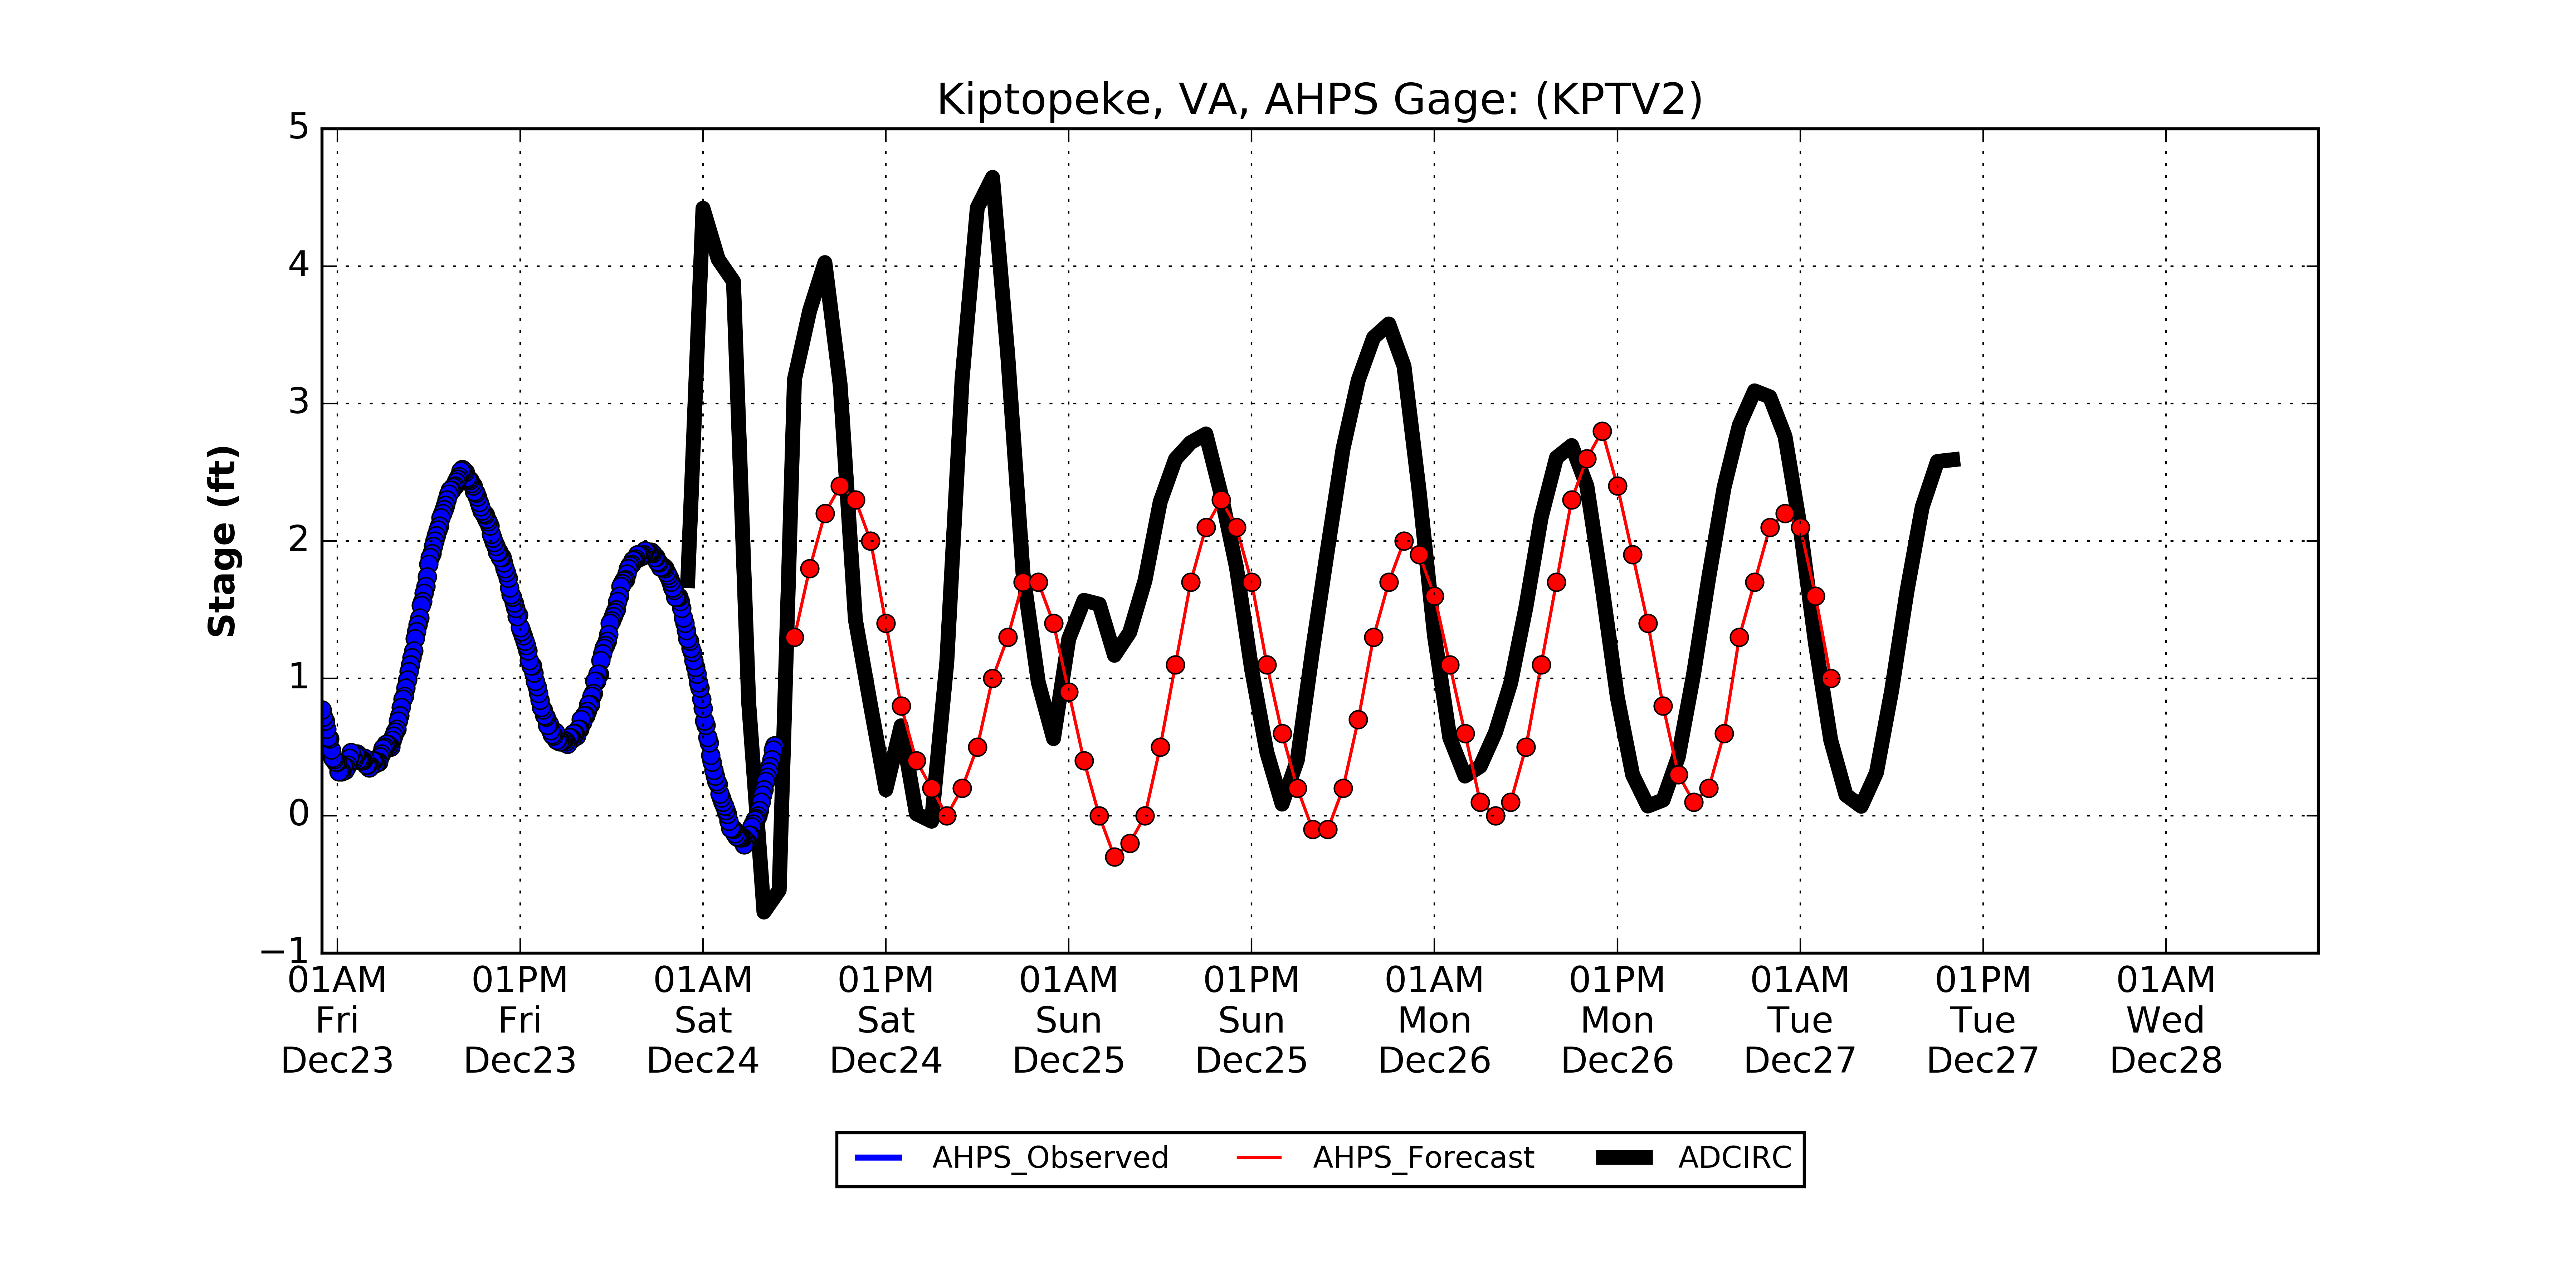 Kiptopeke, VA, AHPS Gage: (KPTV2)
5
4
3
2
1
0
−1
Stage (ft)
01AM 01PM 01AM 01PM 01AM 01PM 01AM 01PM 01AM 01PM 01AM
Fri Fri Sat Sat Sun Sun Mon Mon Tue Tue Wed
Dec23 Dec23 Dec24 Dec24 Dec25 Dec25 Dec26 Dec26 Dec27 Dec27 Dec28
AHPS_Observed AHPS_Forecast ADCIRC